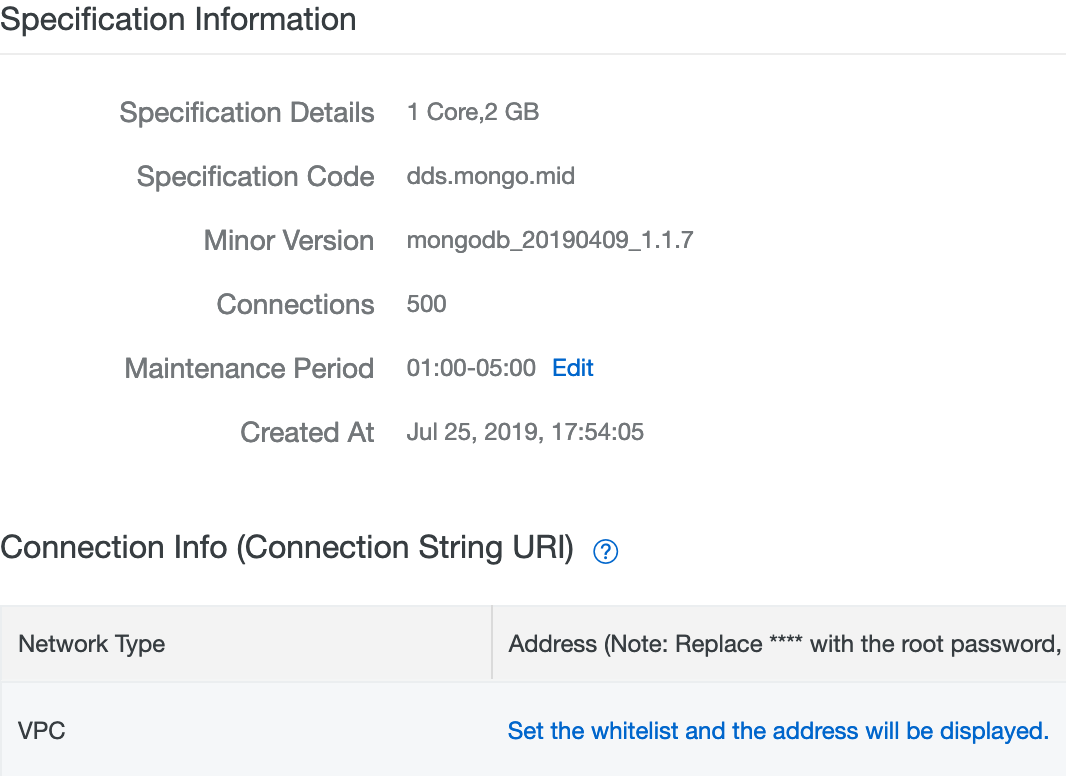 Specification Information
Specification Details 1 Core,2 GB
Specification Code dds.mongo.mid
Minor Version mongodb_20190409_1.1.7
Connections 500
Maintenance Period 01:00-05:00 Edit
Created At Jul 25, 2019, 17:54:05
Connection Info (Connection String URI) ?
Network Type Address (Note: Replace **** with the root password,
VPC Set the whitelist and the address will be displayed.